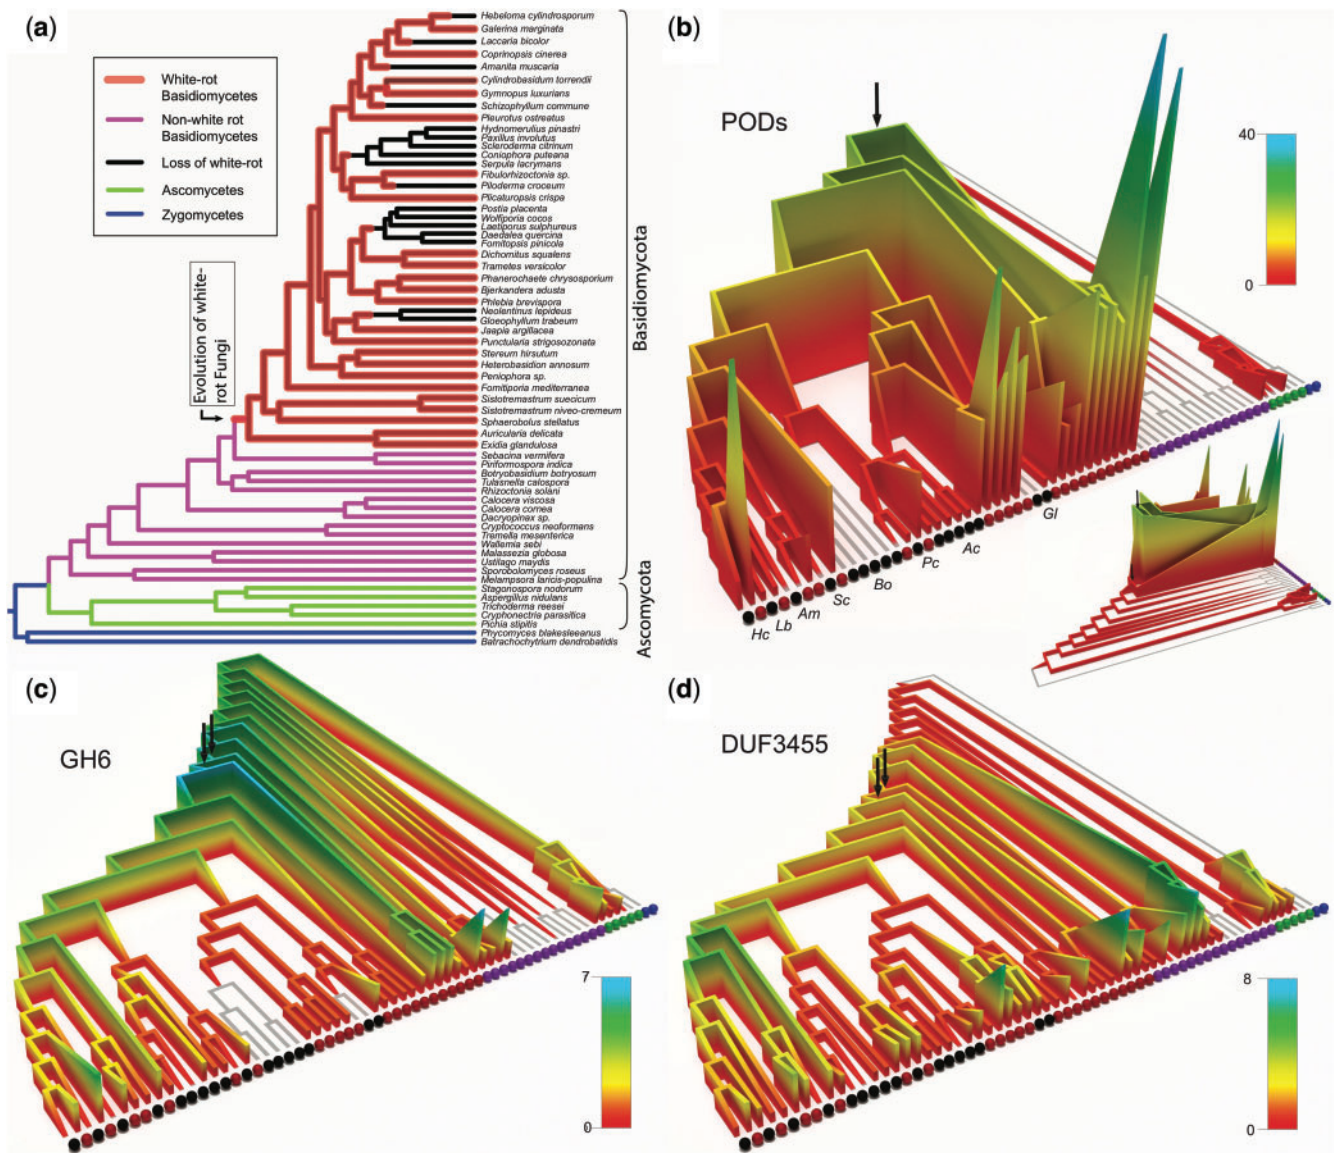 (a)
White-rot
Basidiomycetes
Non-white rot
Basidiomycetes
Loss of white-rot
Ascomycetes
Zygomycetes
Evolution of white-
rot Fungi
Hebeloma cylindrosporum
Galerina marginata
Laccaria bicolor
Coprinopsis cinerea
Amanita muscaria
Cylindrobasidum torrendii
Gymnopus luxurians
Schizophyllum commune
Pleurotus ostreatus
Hydnomerulius pinastri
Paxillus involutus
Scleroderma citrinum
Coniophora puteana
Serpula lacrymans
Fibulorhizoctonia sp.
Piloderma croceum
Plicaturopsis crispa
Postia placenta
Wolfiporia cocos
Laetiporus sulphureus
Daedalea quercina
Fomitopsis pinicola
Dichomitus squalens
Trametes versicolor
Phanerochaete chrysosporium
Bjerkandera adusta
Phlebia brevispora
Neolentinus lepideus
Gloeophyllum trabeum
Jaapia argillacea
Punctularia strigosozonata
Stereum hirsutum
Heterobasidion annosum
Peniophora sp.
Fomitiporia mediterranea
Sistotremastrum suecicum
Sistotremastrum niveo-cremeum
Sphaerobolus stellatus
Auricularia delicata
Exidia glandulosa
Sebacina vermifera
Piriformospora indica
Botryobasidium botryosum
Tulasnella calospora
Rhizoctonia solani
Calocera viscosa
Calocera cornea
Dacryopinax sp.
Cryptococcus neoformans
Tremella mesenterica
Wallemia sebi
Malassezia globosa
Ustilago maydis
Sporobolomyces roseus
Melampsora laricis-populina
Stagonospora nodorum
Aspergillus nidulans
Trichoderma reesei
Cryphonectria parasitica
Pichia stipitis
Phycomyces blakesleeanus
Batrachochytrium dendrobatidis
Basidiomycota
Ascomycota
(b)
PODs
40
0
Hc
Lb
Am
Sc
Bo
Pc
Ac
Gl
(c)
GH6
7
0
(d)
DUF3455
8
0